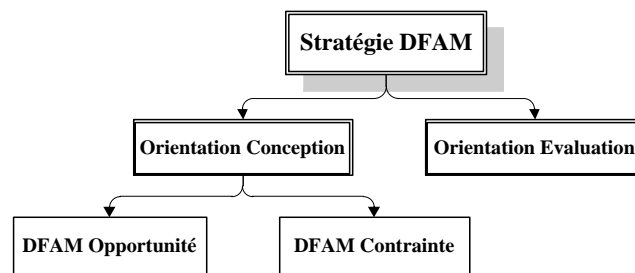 Stratégie DFAM
Orientation Conception
Orientation Evaluation
DFAM Opportunité
DFAM Contrainte